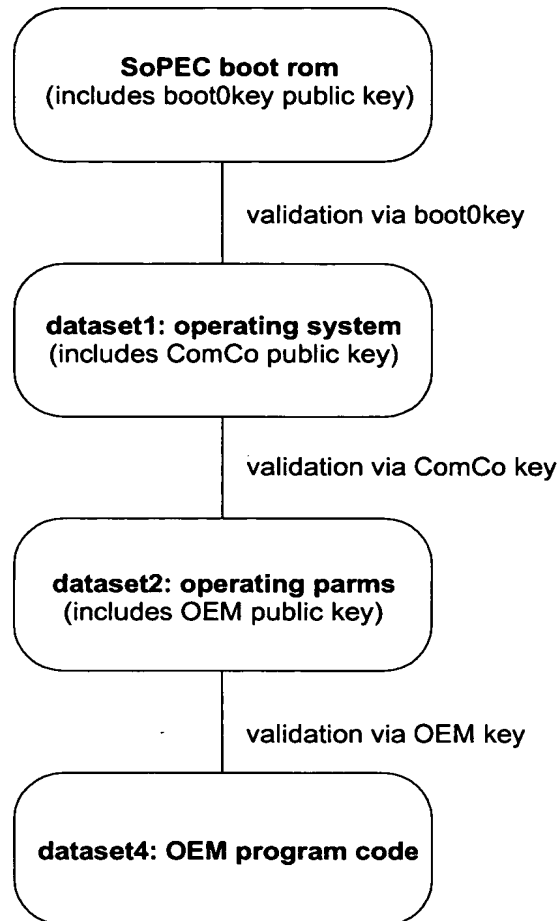 SoPEC boot rom
(includes boot0key public key)
validation via boot0key
dataset1: operating system
(includes ComCo public key)
validation via ComCo key
dataset2: operating parms
(includes OEM public key)
validation via OEM key
dataset4: OEM program code